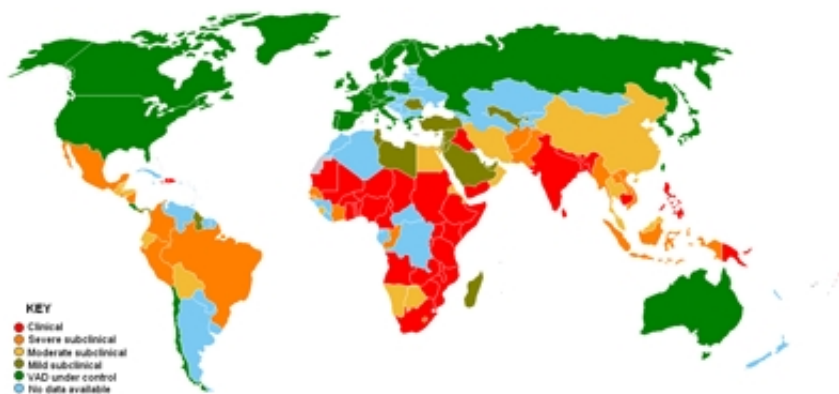 KEY
Clinical
Severe subclinical
Moderate subclinical
Mild subclinical
VAD under control
No data available